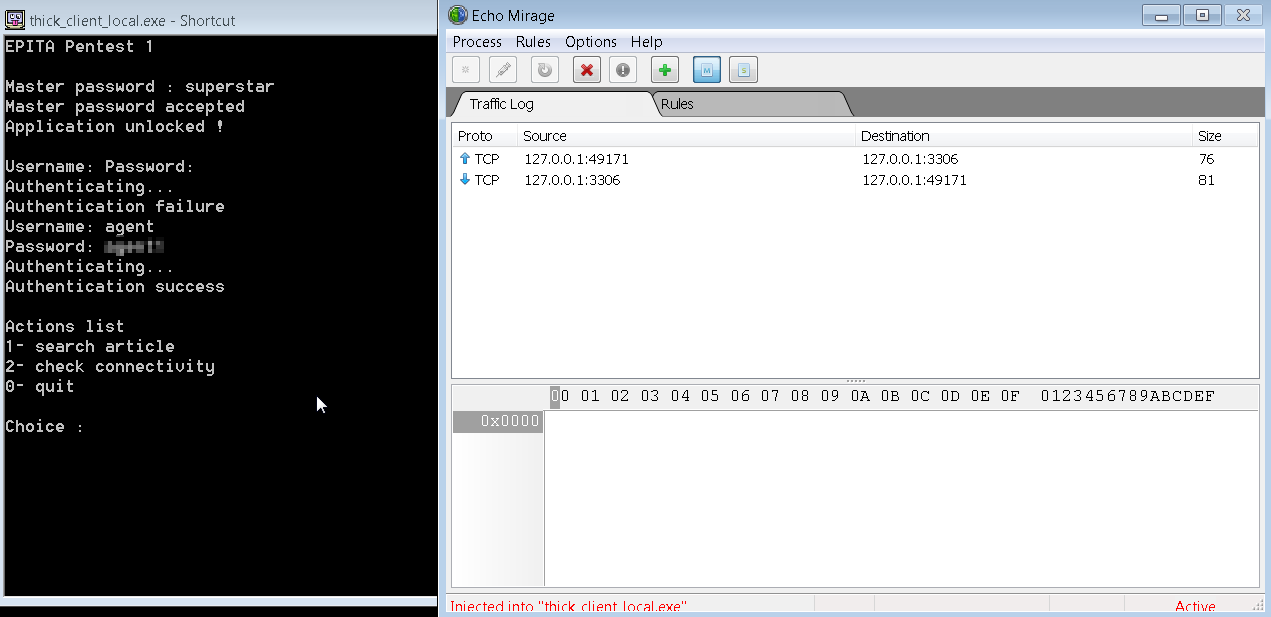 thick_client_local.exe - Shortcut
EPITA Pentest 1
Master password : superstar
Master password accepted
Application unlocked !
Username: Password:
Authenticating...
Authentication failure
Username: agent
Password:
Authenticating...
Authentication success
Actions list
1- search article
2- check connectivity
0- quit
Choice :
Echo Mirage
Process Rules Options Help
M S
Traffic Log Rules
Proto Source Destination Size
TCP 127.0.0.1:49171 127.0.0.1:3306 76
TCP 127.0.0.1:3306 127.0.0.1:49171 81
00 01 02 03 04 05 06 07 08 09 0A 0B 0C 0D 0E 0F 0123456789ABCDEF
0x0000
Injected into "thick_client_local.exe" Active